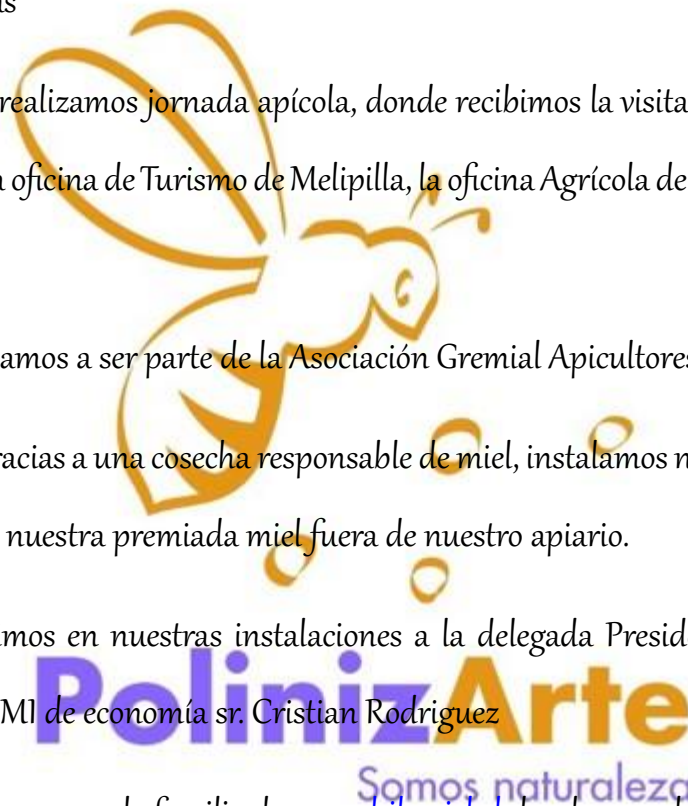 realizamos jornada apícola, donde recibimos la visita
oficina de Turismo de Melipilla, la oficina Agrícola de
amos a ser parte de la Asociación Gremial Apicultores
racias a una cosecha responsable de miel, instalamos n
nuestra premiada miel fuera de nuestro apiario.
mos en nuestras instalaciones a la delegada Presid
MI de economía sr. Cristian Rodriguez
PolinizArte
Somos naturaleza